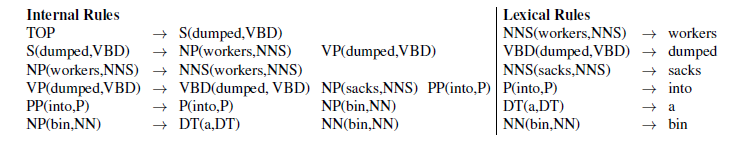 Internal Rules Lexical Rules
TOP → S(dumped,VBD) NNS(workers,NNS) → workers
S(dumped,VBD) → NP(workers,NNS) VP(dumped,VBD) VBD(dumped,VBD) → dumped
NP(workers,NNS) → NNS(workers,NNS) NNS(sacks,NNS) → sacks
VP(dumped,VBD) → VBD(dumped, VBD) NP(sacks,NNS) PP(into,P) P(into,P) → into
PP(into,P) → P(into,P) NP(bin,NN) DT(a,DT) → a
NP(bin,NN) → DT(a,DT) NN(bin,NN) NN(bin,NN) → bin